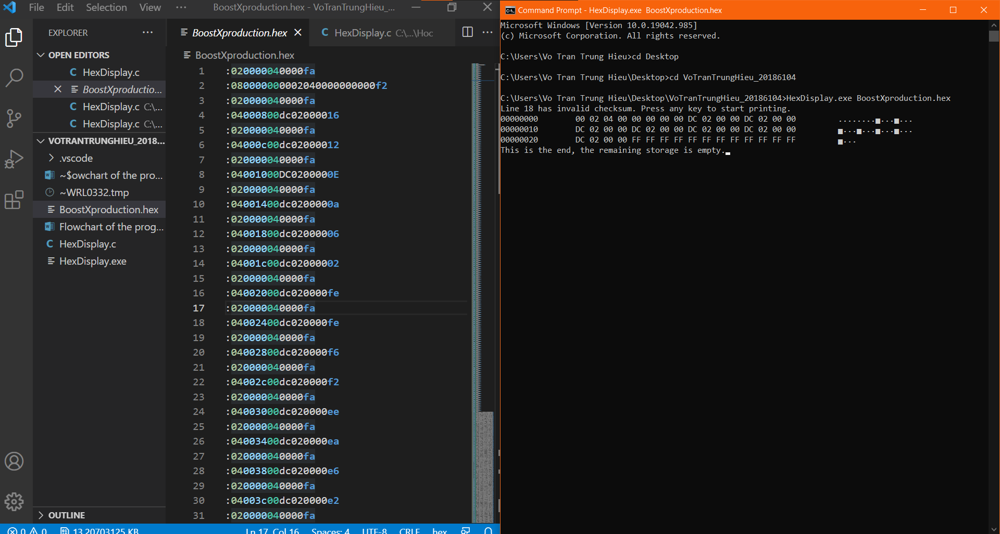 File Edit Selection View ··· BoostXproduction.hex - VoTranTrungHieu_...
EXPLORER ···
OPEN EDITORS
HexDisplay.c
BoostXproductio...
HexDisplay.c C:\...
HexDisplay.c C:\...
VOTRANTRUNGHIEU_2018...
.vscode
~$owchart of the pro...
~WRL0332.tmp
BoostXproduction.hex
Flowchart of the prog...
HexDisplay.c
HexDisplay.exe
OUTLINE
BoostXproduction.hex
HexDisplay.c C:\...\Hoc ···
BoostXproduction.hex
1 :020000040000fa
2 :0800000000020400000000000f2
3 :020000040000fa
4 :04000800dc02000016
5 :020000040000fa
6 :04000c00dc02000012
7 :020000040000fa
8 :04001000DC0200000E
9 :020000040000fa
10 :04001400dc0200000a
11 :020000040000fa
12 :04001800dc02000006
13 :020000040000fa
14 :04001c00dc02000002
15 :020000040000fa
16 :04002000dc020000fe
17 :020000040000fa
18 :04002400dc020000fe
19 :020000040000fa
20 :04002800dc020000f6
21 :020000040000fa
22 :04002c00dc020000f2
23 :020000040000fa
24 :04003000dc020000ee
25 :020000040000fa
26 :04003400dc020000ea
27 :020000040000fa
28 :04003800dc020000e6
29 :020000040000fa
30 :04003c00dc020000e2
31 :020000040000fa
0 0 13.20703125 KB Ln 17, Col 16 Spaces: 4 UTF-8 CRLF hex
Command Prompt - HexDisplay.exe BoostXproduction.hex
Microsoft Windows [Version 10.0.19042.985]
(c) Microsoft Corporation. All rights reserved.
C:\Users\Vo Tran Trung Hieu>cd Desktop
C:\Users\Vo Tran Trung Hieu\Desktop>cd VoTranTrungHieu_20186104
C:\Users\Vo Tran Trung Hieu\Desktop\VoTranTrungHieu_20186104>HexDisplay.exe BoostXproduction.hex
Line 18 has invalid checksum. Press any key to start printing.
00000000 00 02 04 00 00 00 00 00 DC 02 00 00 DC 02 00 00 ........■...■...
00000010 DC 02 00 00 DC 02 00 00 DC 02 00 00 DC 02 00 00 ■...■...■...■...
00000020 DC 02 00 00 FF FF FF FF FF FF FF FF FF FF FF FF ■...
This is the end, the remaining storage is empty.